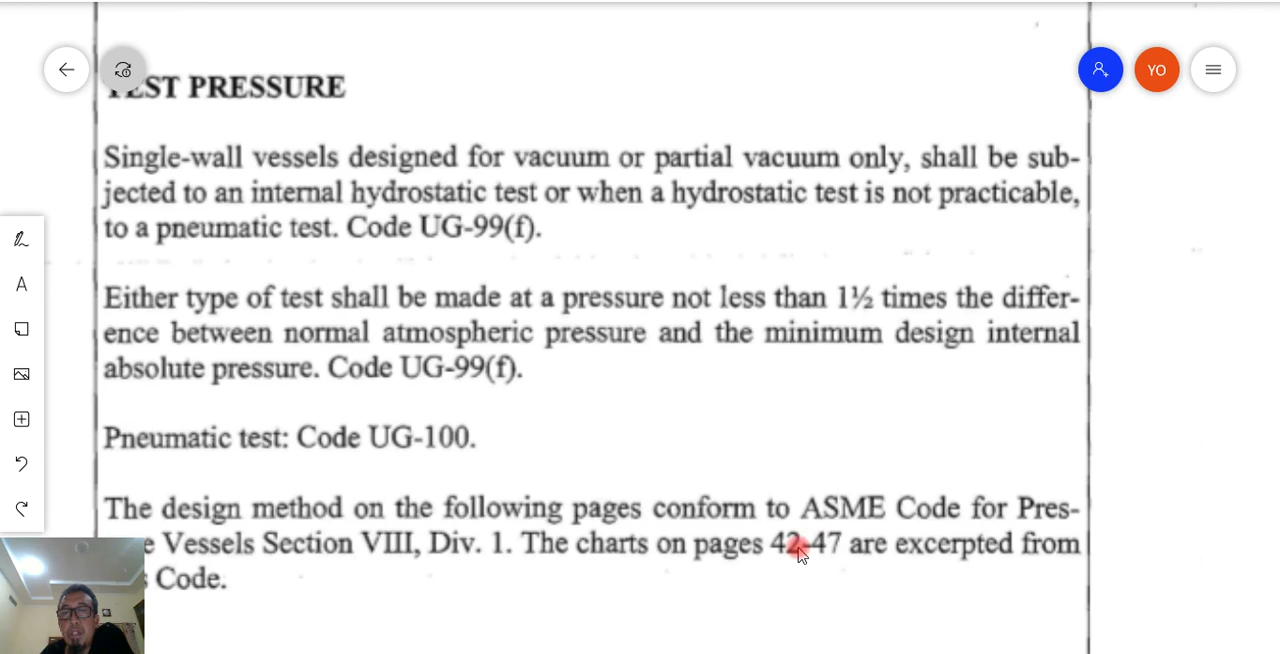 TEST PRESSURE
YO
Single-wall vessels designed for vacuum or partial vacuum only, shall be sub-
jected to an internal hydrostatic test or when a hydrostatic test is not practicable,
to a pneumatic test. Code UG-99(f).
A
Either type of test shall be made at a pressure not less than 1½ times the differ-
ence between normal atmospheric pressure and the minimum design internal
absolute pressure. Code UG-99(f).
Pneumatic test: Code UG-100.
The design method on the following pages conform to ASME Code for Pres-
e Vessels Section VIII, Div. 1. The charts on pages 42-47 are excerpted from
s Code.